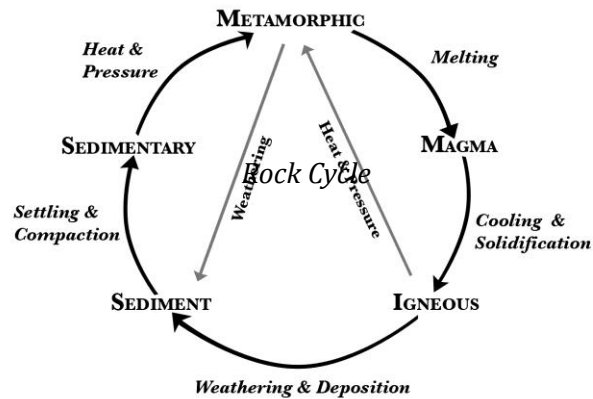 METAMORPHIC
Heat &
Pressure
Melting
SEDIMENTARY
Weathering
Rock Cycle
Heat & Pressure
MAGMA
Settling &
Compaction
Cooling &
Solidification
SEDIMENT
IGNEOUS
Weathering & Deposition